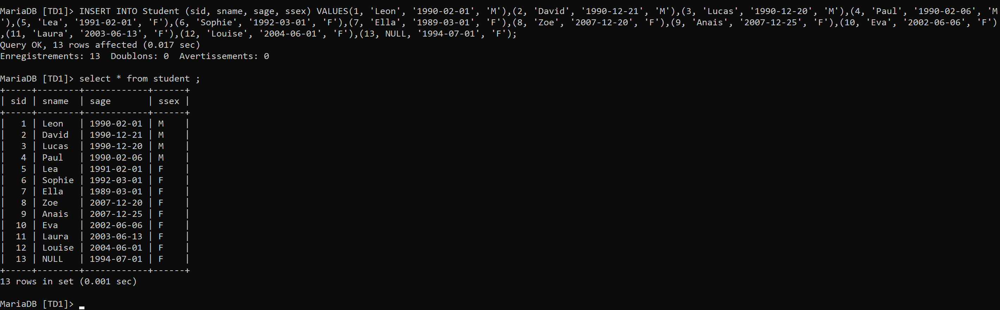 MariaDB [TD1]> INSERT INTO Student (sid, sname, sage, ssex) VALUES(1, 'Leon', '1990-02-01', 'M'),(2, 'David', '1990-12-21', 'M'),(3, 'Lucas', '1990-12-20', 'M'),(4, 'Paul', '1990-02-06', 'M
'),(5, 'Lea', '1991-02-01', 'F'),(6, 'Sophie', '1992-03-01', 'F'),(7, 'Ella', '1989-03-01', 'F'),(8, 'Zoe', '2007-12-20', 'F'),(9, 'Anais', '2007-12-25', 'F'),(10, 'Eva', '2002-06-06', 'F')
,(11, 'Laura', '2003-06-13', 'F'),(12, 'Louise', '2004-06-01', 'F'),(13, NULL, '1994-07-01', 'F');
Query OK, 13 rows affected (0.017 sec)
Enregistrements: 13  Doublons: 0  Avertissements: 0

MariaDB [TD1]> select * from student ;
+-----+--------+------------+------+
| sid | sname  | sage       | ssex |
+-----+--------+------------+------+
|   1 | Leon   | 1990-02-01 | M    |
|   2 | David  | 1990-12-21 | M    |
|   3 | Lucas  | 1990-12-20 | M    |
|   4 | Paul   | 1990-02-06 | M    |
|   5 | Lea    | 1991-02-01 | F    |
|   6 | Sophie | 1992-03-01 | F    |
|   7 | Ella   | 1989-03-01 | F    |
|   8 | Zoe    | 2007-12-20 | F    |
|   9 | Anais  | 2007-12-25 | F    |
|  10 | Eva    | 2002-06-06 | F    |
|  11 | Laura  | 2003-06-13 | F    |
|  12 | Louise | 2004-06-01 | F    |
|  13 | NULL   | 1994-07-01 | F    |
+-----+--------+------------+------+
13 rows in set (0.001 sec)

MariaDB [TD1]>